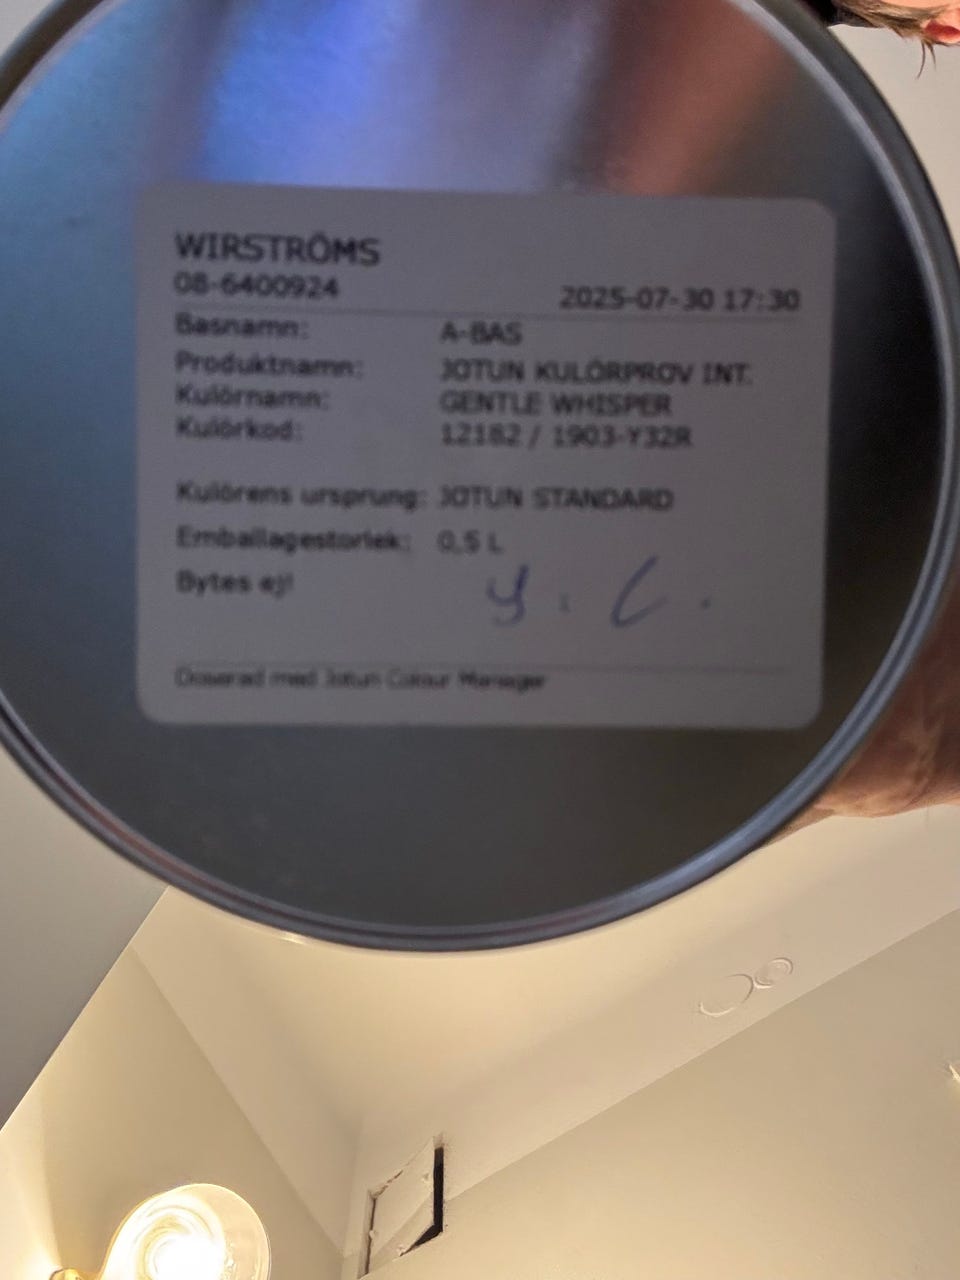 WIRSTRÖMS
08-6400924
2025-07-30 17:30
Basnamn: A-BAS
Produktnamn: JOTUN KULÖRPROV INT.
Kulörnamn: GENTLE WHISPER
Kulörkod: 12182 / 1903-Y32R
Kulörens ursprung: JOTUN STANDARD
Emballagestorlek: 0,5 L
Bytes ej!
Doserad med Jotun Colour Manager